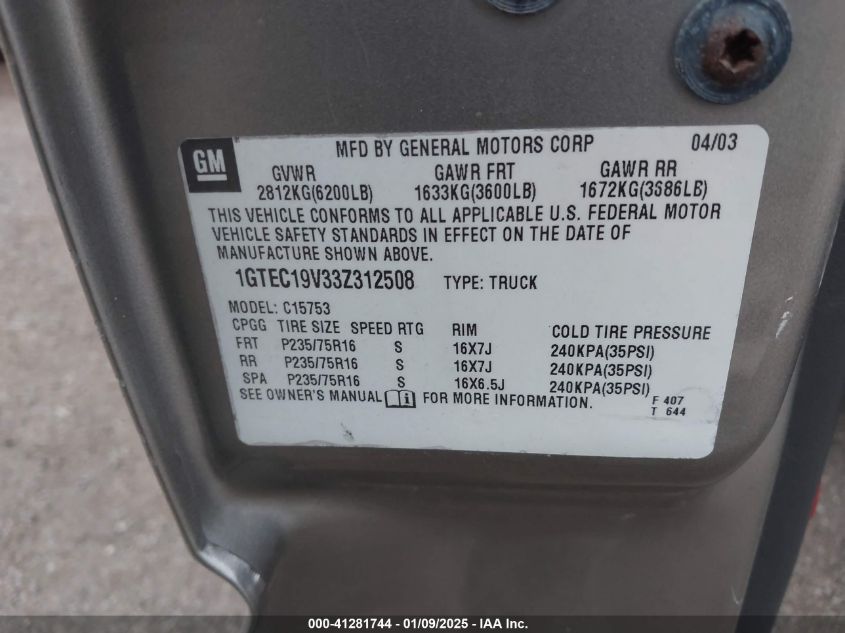 GM
MFD BY GENERAL MOTORS CORP 04/03
GVWR GAWR FRT GAWR RR
2812KG(6200LB) 1633KG(3600LB) 1672KG(3686LB)
THIS VEHICLE CONFORMS TO ALL APPLICABLE U.S. FEDERAL MOTOR
VEHICLE SAFETY STANDARDS IN EFFECT ON THE DATE OF
MANUFACTURE SHOWN ABOVE.
1GTEC19V33Z312508 TYPE: TRUCK
MODEL: C15753
CPGG TIRE SIZE SPEED RTG RIM COLD TIRE PRESSURE
FRT P235/75R16 S 16X7J 240KPA(35PSI)
RR P235/75R16 S 16X7J 240KPA(35PSI)
SPA P235/75R16 S 16X6.5J 240KPA(35PSI)
SEE OWNER'S MANUAL FOR MORE INFORMATION.
F 407
T 644
000-41281744 — 01/09/2025 — IAA Inc.